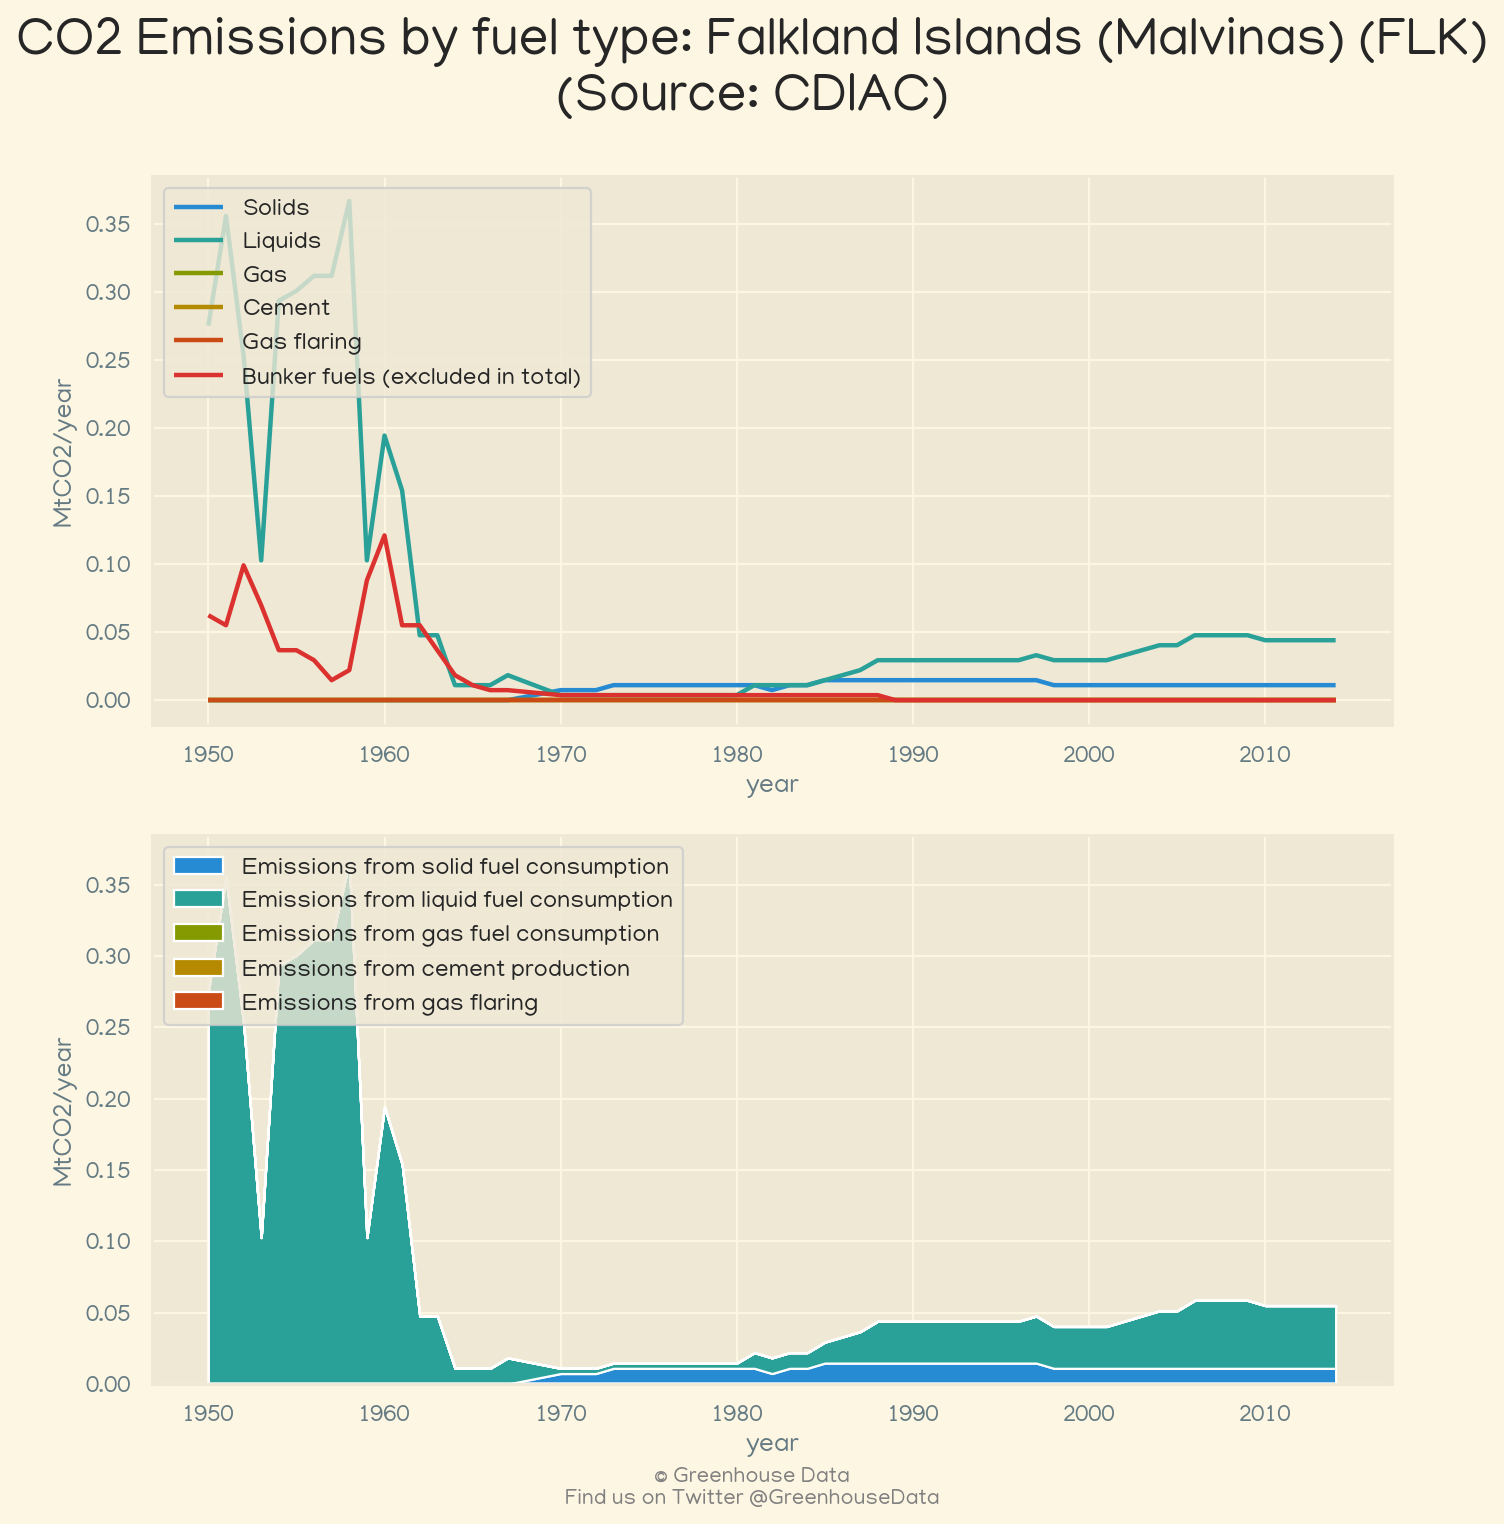 CO2 Emissions by fuel type: Falkland Islands (Malvinas) (FLK)
(Source: CDIAC)
Solids
Liquids
Gas
Cement
Gas flaring
Bunker fuels (excluded in total)
0.35
0.30
0.25
0.20
0.15
0.10
0.05
0.00
MtCO2/year
1950 1960 1970 1980 1990 2000 2010
year
Emissions from solid fuel consumption
Emissions from liquid fuel consumption
Emissions from gas fuel consumption
Emissions from cement production
Emissions from gas flaring
0.35
0.30
0.25
0.20
0.15
0.10
0.05
0.00
MtCO2/year
1950 1960 1970 1980 1990 2000 2010
year
© Greenhouse Data
Find us on Twitter @GreenhouseData